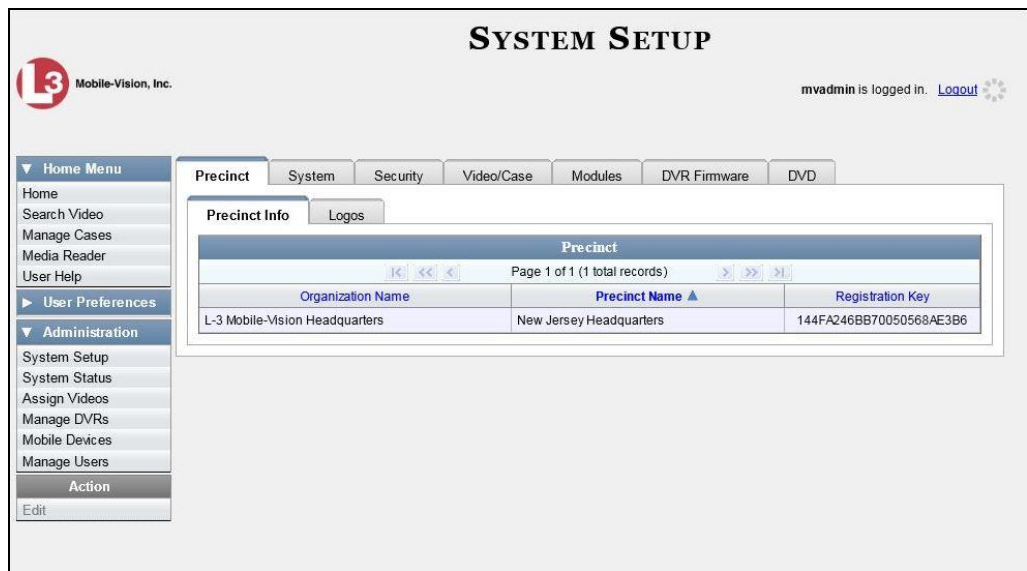 SYSTEM SETUP
L3 Mobile-Vision, Inc.
mvadmin is logged in. Logout
▼ Home Menu
Home
Search Video
Manage Cases
Media Reader
User Help
▶ User Preferences
▼ Administration
System Setup
System Status
Assign Videos
Manage DVRs
Mobile Devices
Manage Users
Action
Edit
Precinct System Security Video/Case Modules DVR Firmware DVD
Precinct Info Logos
Precinct
|< << < Page 1 of 1 (1 total records) > >> >|
Organization Name Precinct Name ▲ Registration Key
L-3 Mobile-Vision Headquarters New Jersey Headquarters 144FA246BB70050568AE3B6